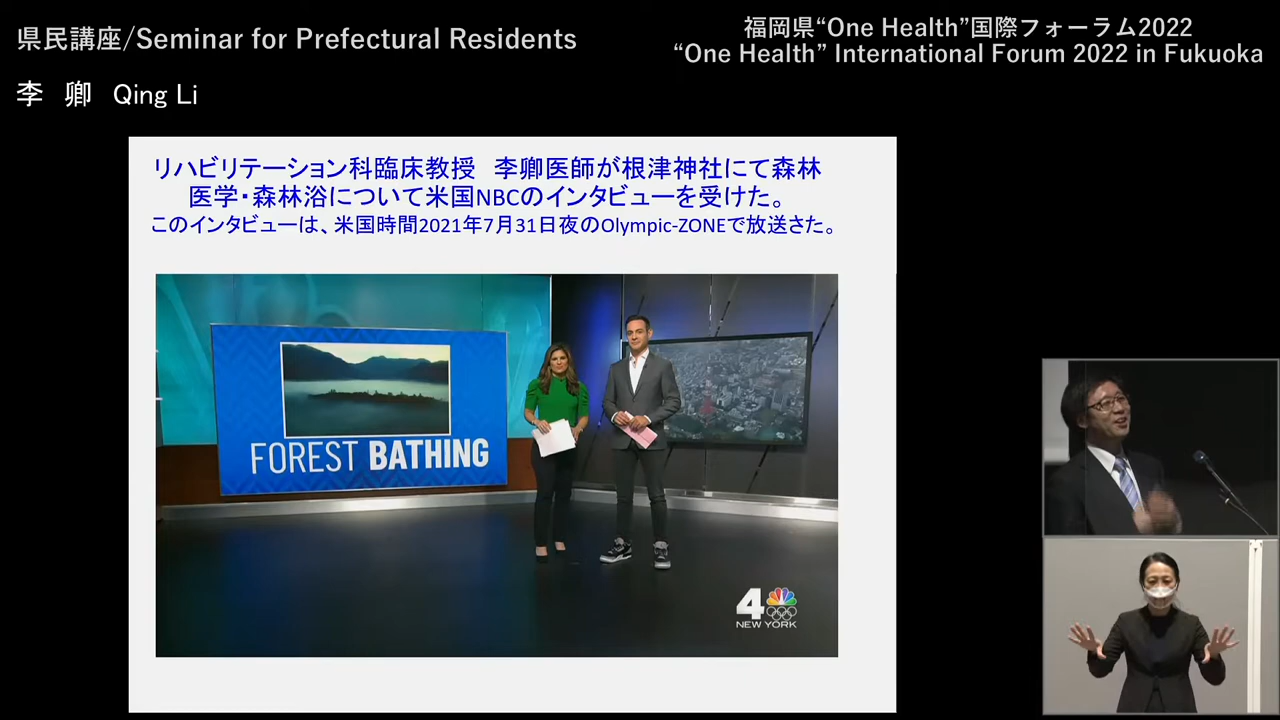 県民講座/Seminar for Prefectural Residents
福岡県“One Health”国際フォーラム2022
“One Health” International Forum 2022 in Fukuoka
李　卿　Qing Li
リハビリテーション科臨床教授　李卿医師が根津神社にて森林
医学・森林浴について米国NBCのインタビューを受けた。
このインタビューは、米国時間2021年7月31日夜のOlympic-ZONEで放送さた。
FOREST BATHING
4
NEW YORK